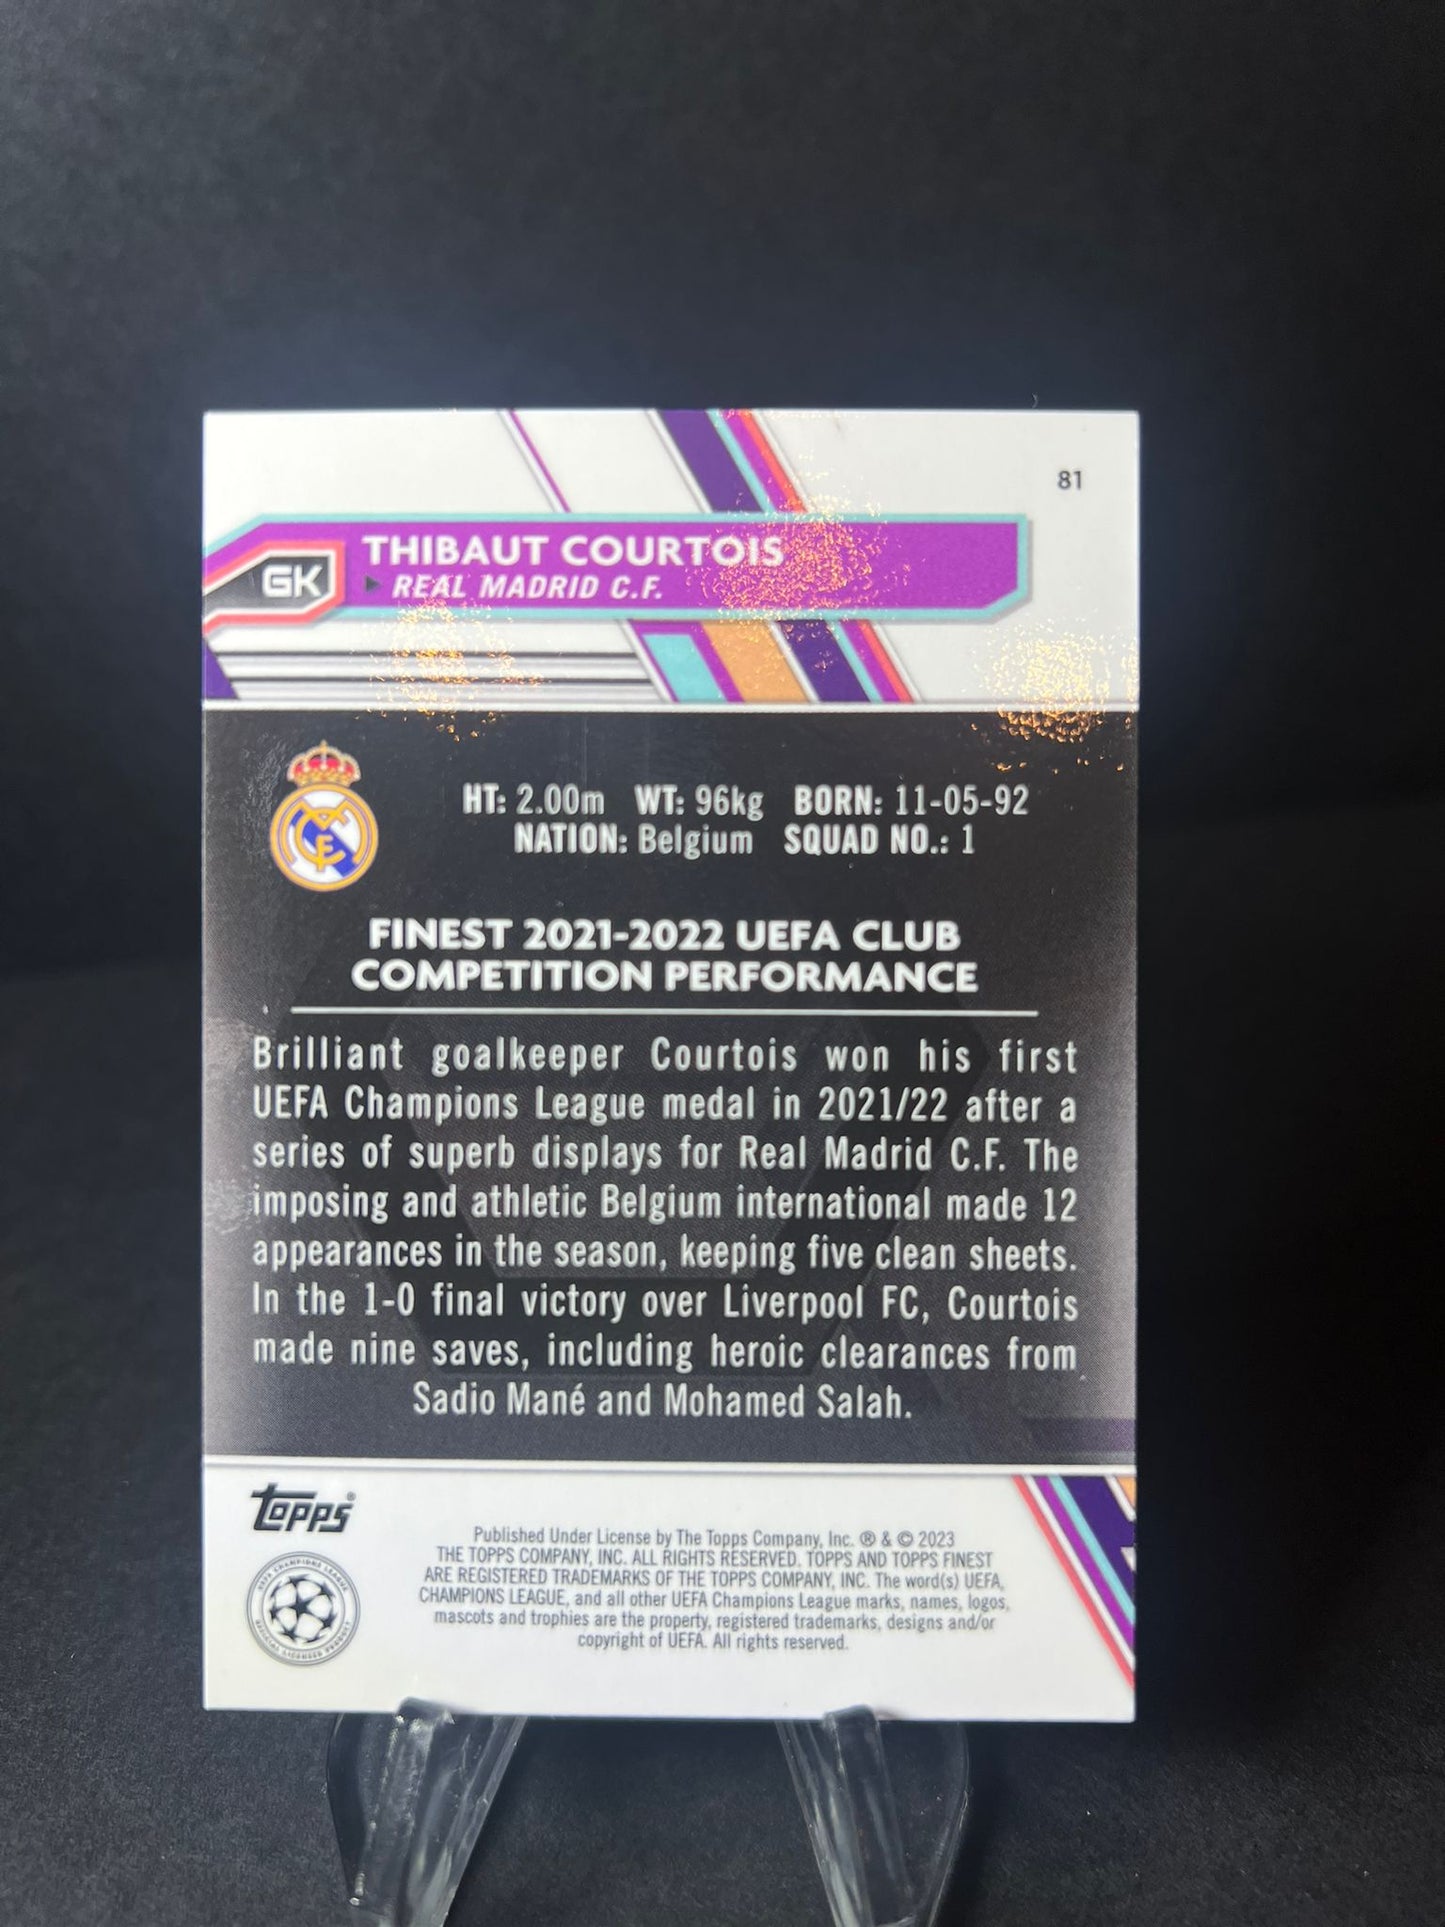 81
THIBAUT COURTOIS
GK
REAL MADRID C.F.
HT: 2.00m WT: 96kg BORN: 11-05-92
NATION: Belgium SQUAD NO.: 1
FINEST 2021-2022 UEFA CLUB
COMPETITION PERFORMANCE
Brilliant goalkeeper Courtois won his first
UEFA Champions League medal in 2021/22 after a
series of superb displays for Real Madrid C.F. The
imposing and athletic Belgium international made 12
appearances in the season, keeping five clean sheets.
In the 1-0 final victory over Liverpool FC, Courtois
made nine saves, including heroic clearances from
Sadio Mané and Mohamed Salah.
Topps®
UEFA CHAMPIONS LEAGUE
OFFICIAL LICENSED PRODUCT
Published Under License by The Topps Company, Inc. ® & © 2023
THE TOPPS COMPANY, INC. ALL RIGHTS RESERVED. TOPPS AND TOPPS FINEST
ARE REGISTERED TRADEMARKS OF THE TOPPS COMPANY, INC. The word(s) UEFA,
CHAMPIONS LEAGUE, and all other UEFA Champions League marks, names, logos,
mascots and trophies are the property, registered trademarks, designs and/or
copyright of UEFA. All rights reserved.